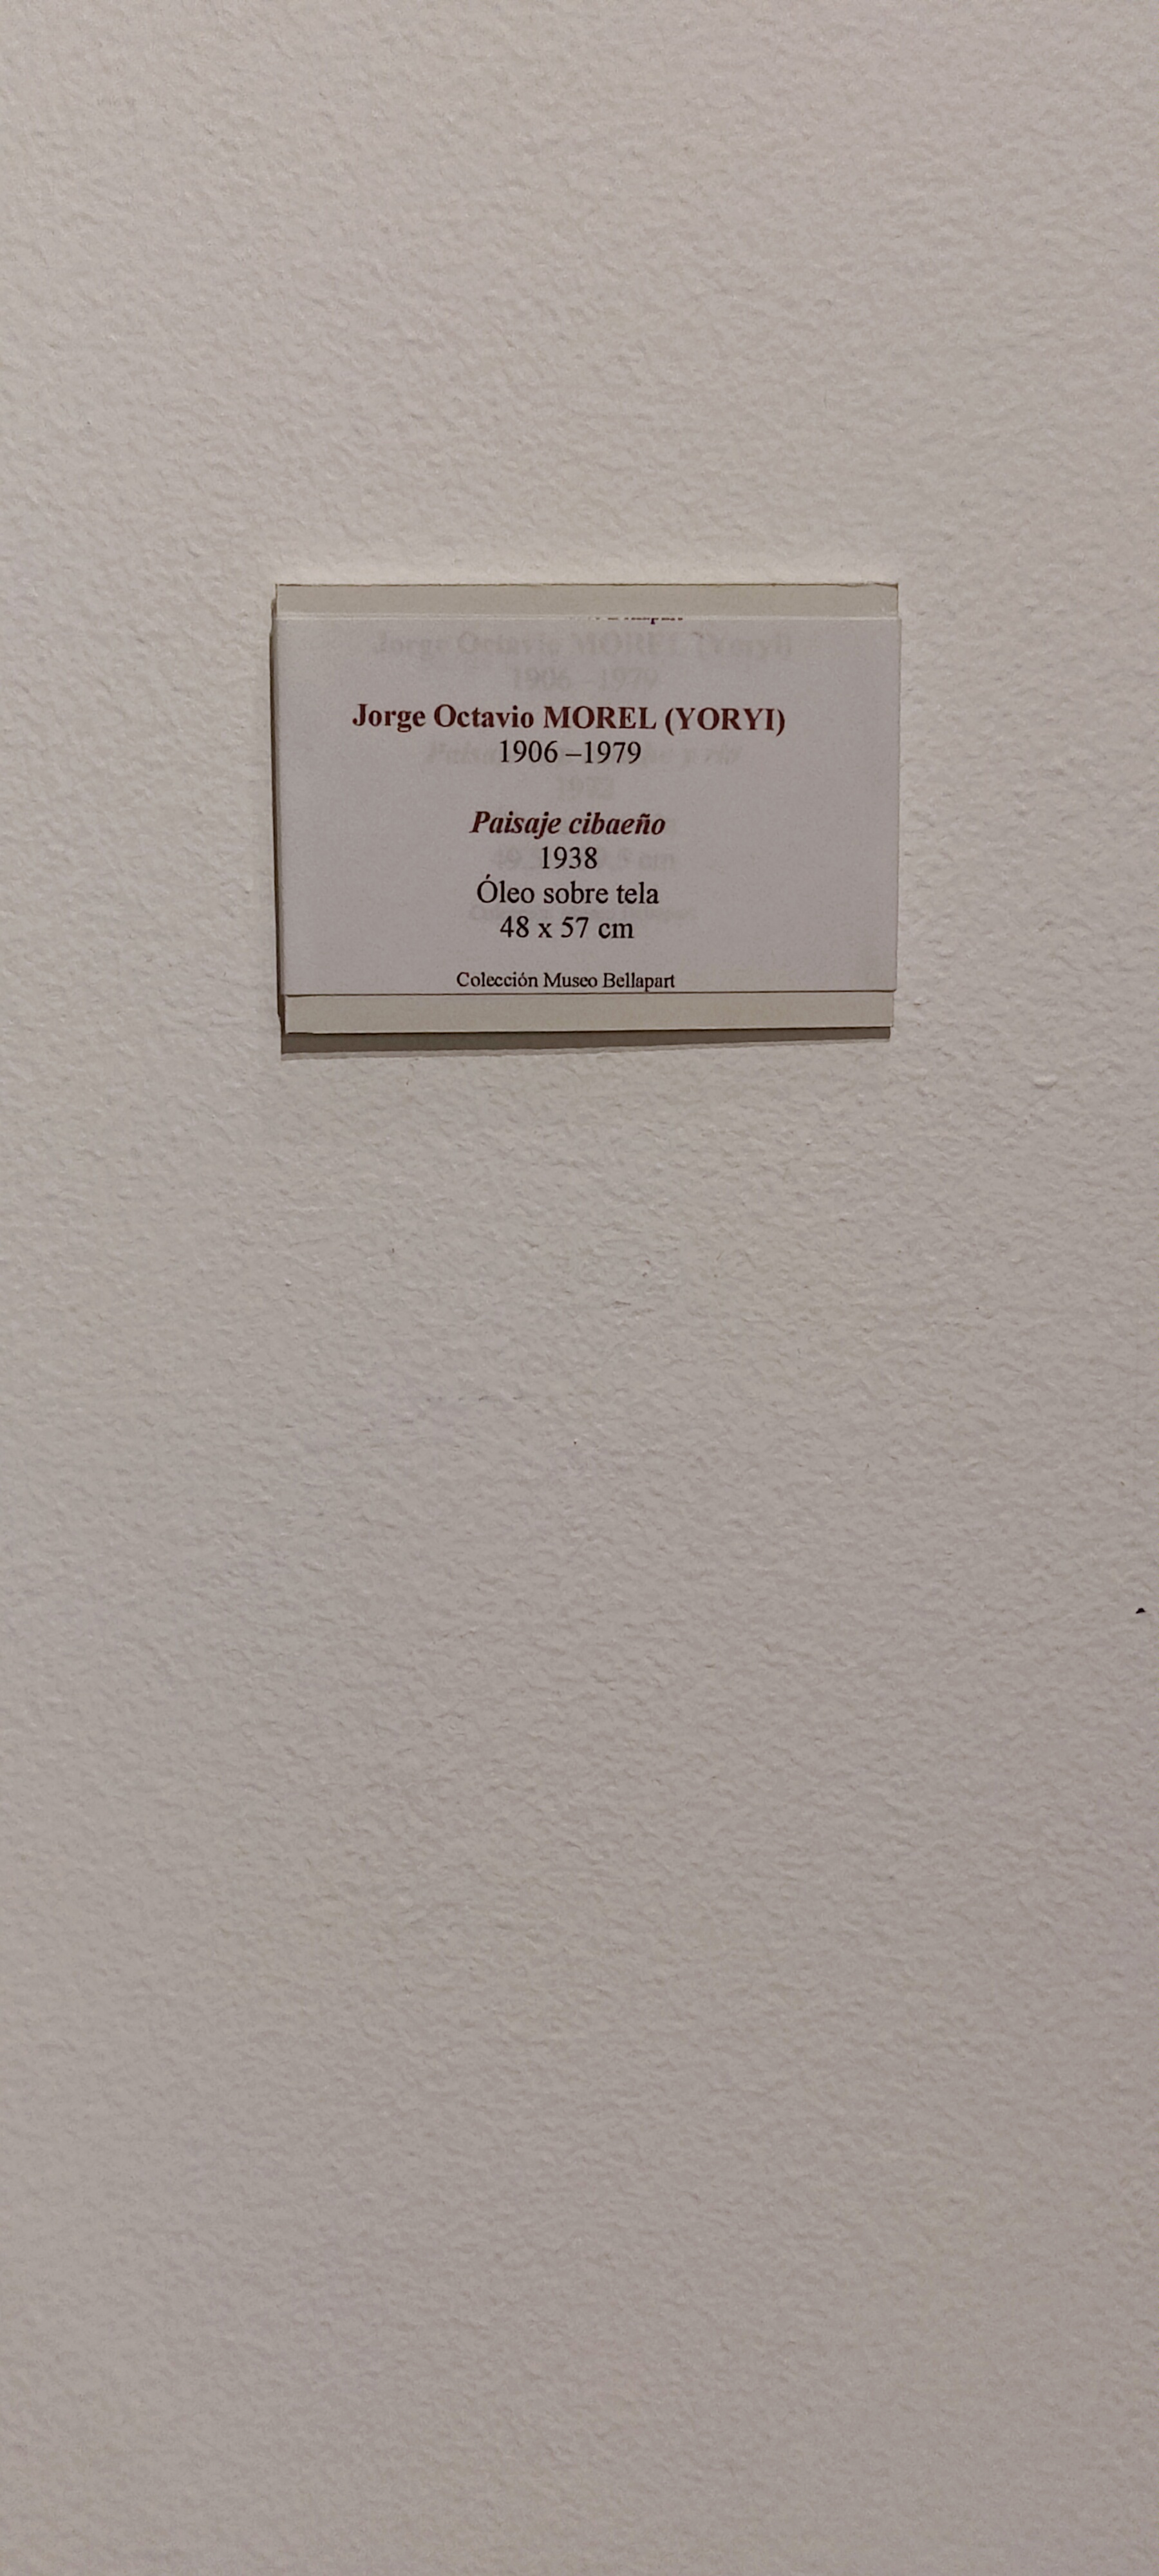 Jorge Octavio MOREL (YORYI)
1906 –1979
Paisaje cibaeño
1938
Óleo sobre tela
48 x 57 cm
Colección Museo Bellapart